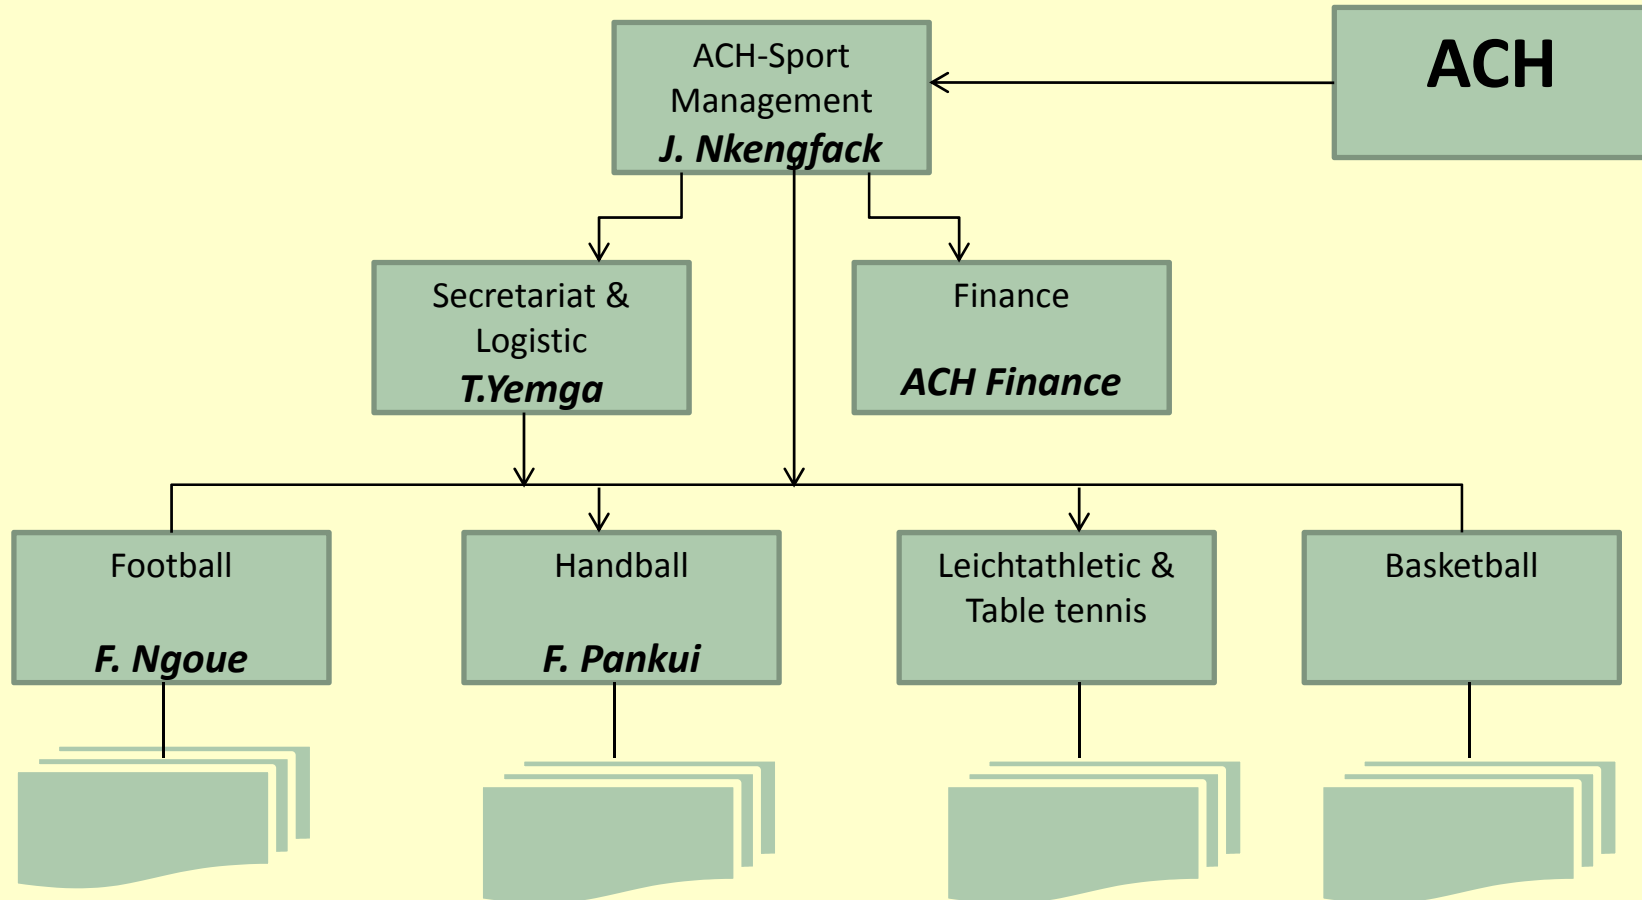 ACH-Sport
Management
J. Nkengfack
ACH
Secretariat &
Logistic
T.Yemga
Finance
ACH Finance
Football
F. Ngoue
Handball
F. Pankui
Leichtathletic &
Table tennis
Basketball